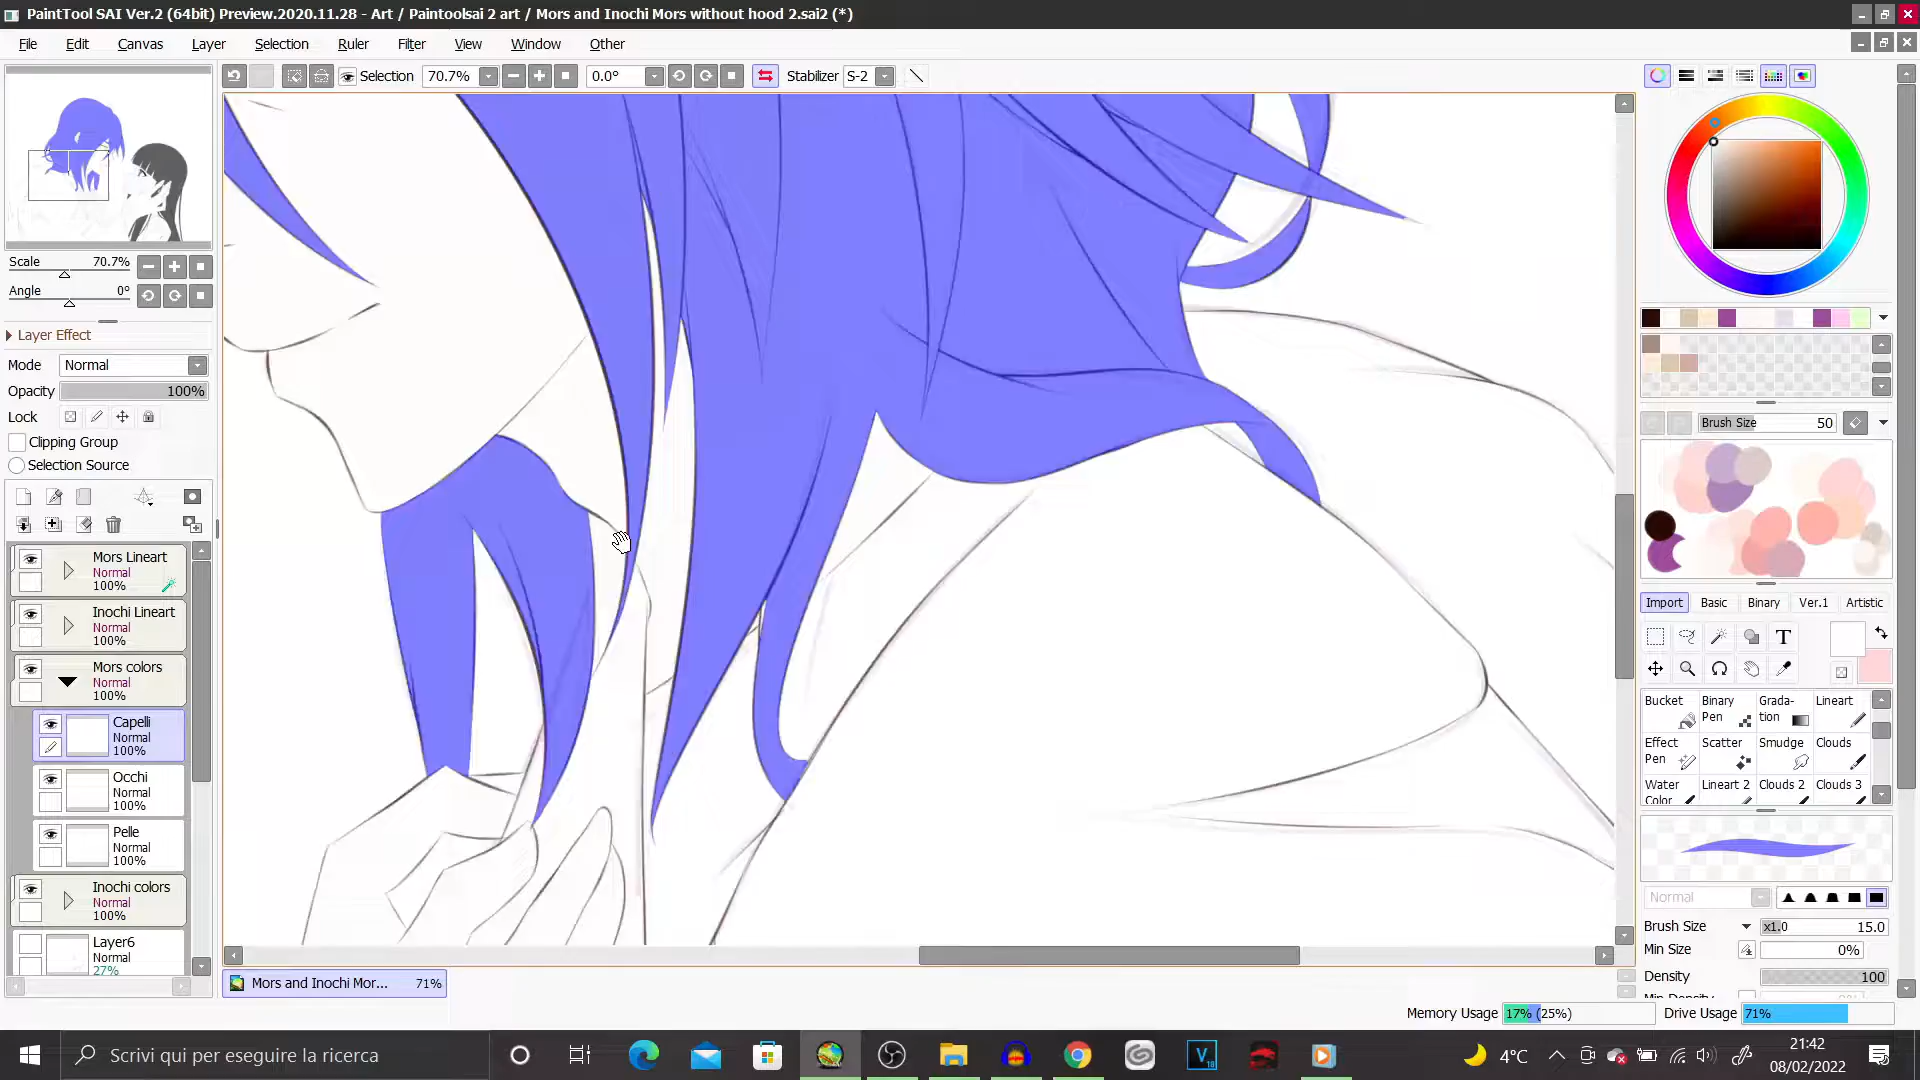 PaintTool SAI Ver.2 (64bit) Preview.2020.11.28 - Art / Paintoolsai 2 art / Mors and Inochi Mors without hood 2.sai2 (*)
File Edit Canvas Layer Selection Ruler Filter View Window Other
Selection 70.7% 0.0° Stabilizer S-2
Scale 70.7%
Angle 0°
Layer Effect
Mode Normal
Opacity 100%
Lock
Clipping Group
Selection Source
Mors Lineart
Normal
100%
Inochi Lineart
Normal
100%
Mors colors
Normal
100%
Capelli
Normal
100%
Occhi
Normal
100%
Pelle
Normal
100%
Inochi colors
Normal
100%
Layer6
Normal
27%
Brush Size 50
Import Basic Binary Ver.1 Artistic
T
Bucket Binary Pen Grada-tion Lineart
Effect Pen Scatter Smudge Clouds
Water Color Lineart 2 Clouds 2 Clouds 3
Normal
Brush Size x1.0 15.0
Min Size 0%
Density 100
Mors and Inochi Mor... 71%
Memory Usage 17% (25%) Drive Usage 71%
Scrivi qui per eseguire la ricerca
4°C
21:42
08/02/2022